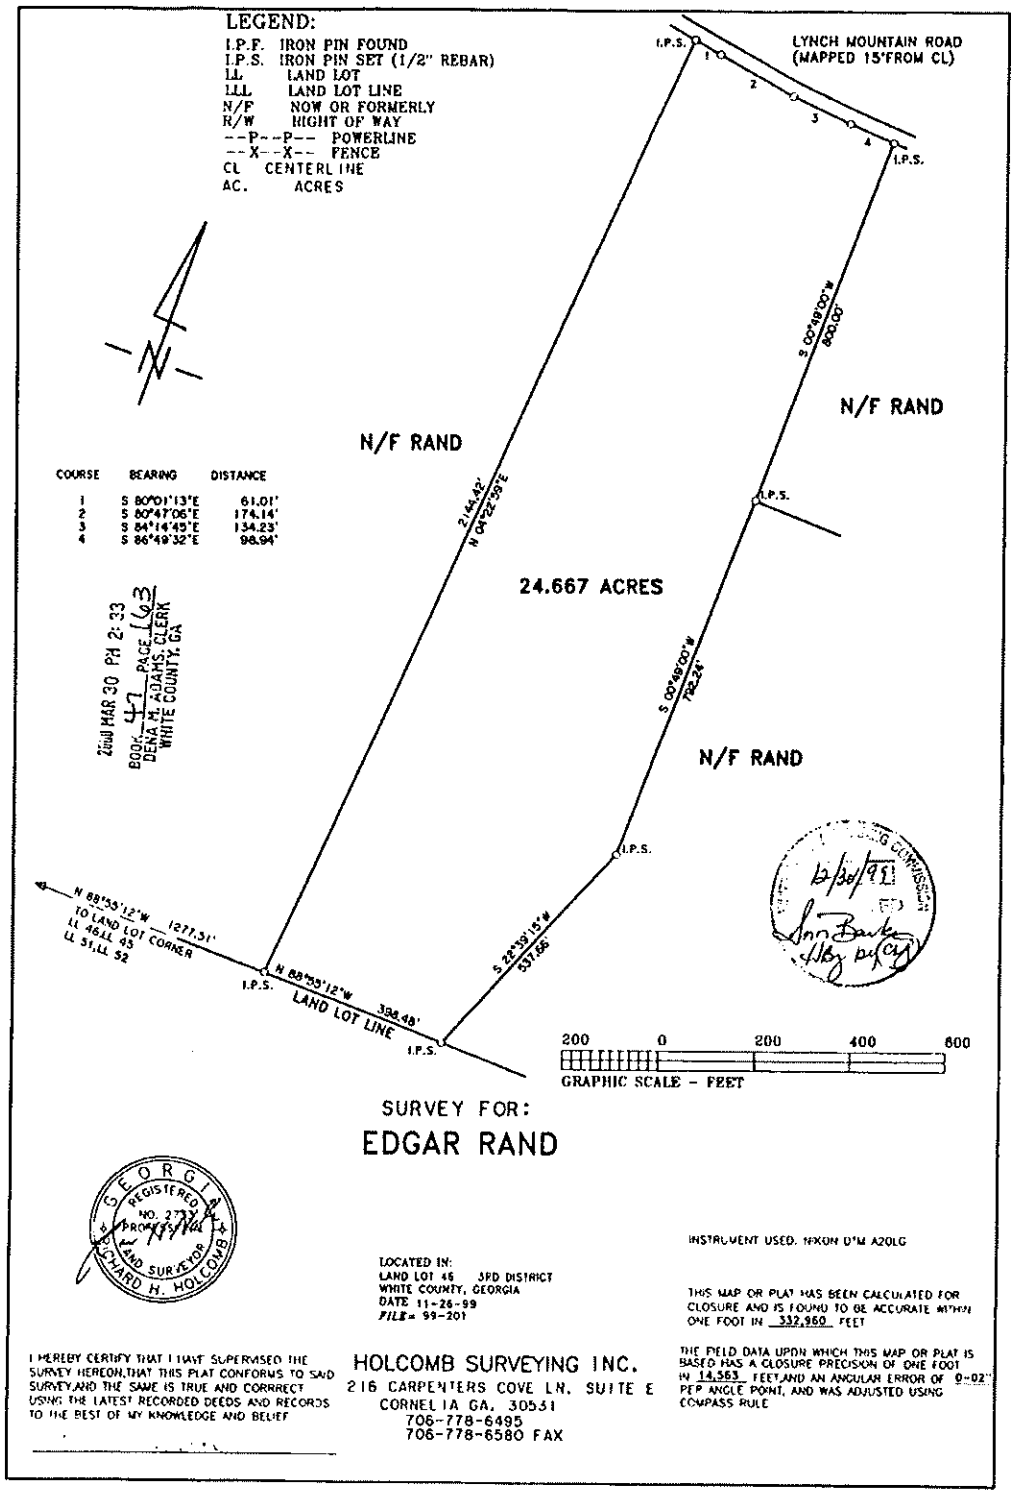 LEGEND:
I.P.F. IRON PIN FOUND
I.P.S. IRON PIN SET (1/2" REBAR)
LL LAND LOT
LLL LAND LOT LINE
N/F NOW OR FORMERLY
R/W RIGHT OF WAY
--P--P-- POWERLINE
--X--X-- FENCE
CL CENTERLINE
AC. ACRES
LYNCH MOUNTAIN ROAD
(MAPPED 15'FROM CL)
I.P.S.
1
2
3
4
I.P.S.
S 00°49'00"W
800.00'
N
N/F RAND
N/F RAND
2144.42'
N 04°22'59"E
COURSE BEARING DISTANCE
1 S 80°01'13"E 61.01'
2 S 80°47'06"E 174.14'
3 S 84°14'45"E 134.23'
4 S 86°49'32"E 98.94'
I.P.S.
24.667 ACRES
S 00°49'00"W
792.24'
2000 MAR 30 PM 2:33
BOOK 47 PAGE 163
DENA M. ADAMS, CLERK
WHITE COUNTY, GA
N/F RAND
I.P.S.
12/30/99
S 22°39'15"W
537.66'
N 88°55'12"W 1277.51'
TO LAND LOT CORNER
LL 46,LL 45
LL 51,LL 52
I.P.S.
N 88°55'12"W 398.48'
LAND LOT LINE
I.P.S.
200 0 200 400 600
GRAPHIC SCALE - FEET
SURVEY FOR:
EDGAR RAND
GEORGIA
REGISTERED
NO. 2733
PROFESSIONAL
LAND SURVEYOR
RICHARD H. HOLCOMB
INSTRUMENT USED: NIKON DTM A20LG
LOCATED IN:
LAND LOT 46 3RD DISTRICT
WHITE COUNTY, GEORGIA
DATE 11-26-99
FILE# 99-201
THIS MAP OR PLAT HAS BEEN CALCULATED FOR
CLOSURE AND IS FOUND TO BE ACCURATE WITHIN
ONE FOOT IN 332,960 FEET
THE FIELD DATA UPON WHICH THIS MAP OR PLAT IS
BASED HAS A CLOSURE PRECISION OF ONE FOOT
IN 14,563 FEET,AND AN ANGULAR ERROR OF 0-02"
PER ANGLE POINT, AND WAS ADJUSTED USING
COMPASS RULE
I HEREBY CERTIFY THAT I HAVE SUPERVISED THE
SURVEY HEREON,THAT THIS PLAT CONFORMS TO SAID
SURVEY,AND THE SAME IS TRUE AND CORRRECT
USING THE LATEST RECORDED DEEDS AND RECORDS
TO THE BEST OF MY KNOWLEDGE AND BELIEF
HOLCOMB SURVEYING INC.
216 CARPENTERS COVE LN. SUITE E
CORNELIA GA. 30531
706-778-6495
706-778-6580 FAX